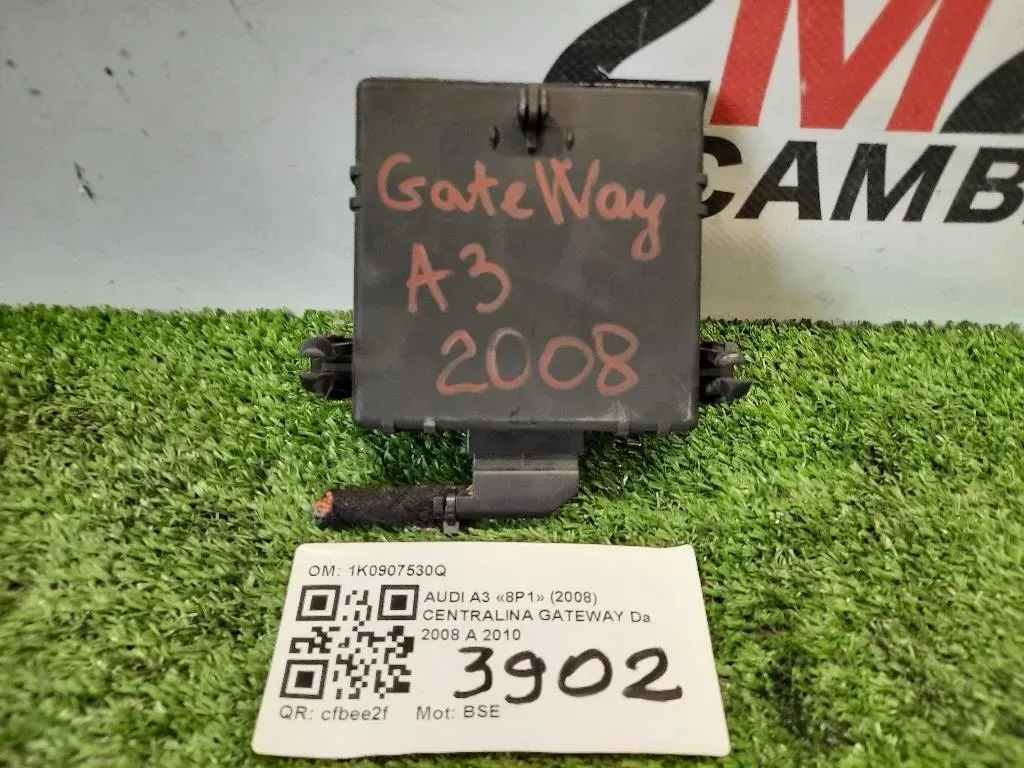 M
CAMB
GateWay
A3
2008
OM: 1K0907530Q
AUDI A3 «8P1» (2008)
CENTRALINA GATEWAY Da
2008 A 2010
3902
QR: cfbee2f Mot: BSE